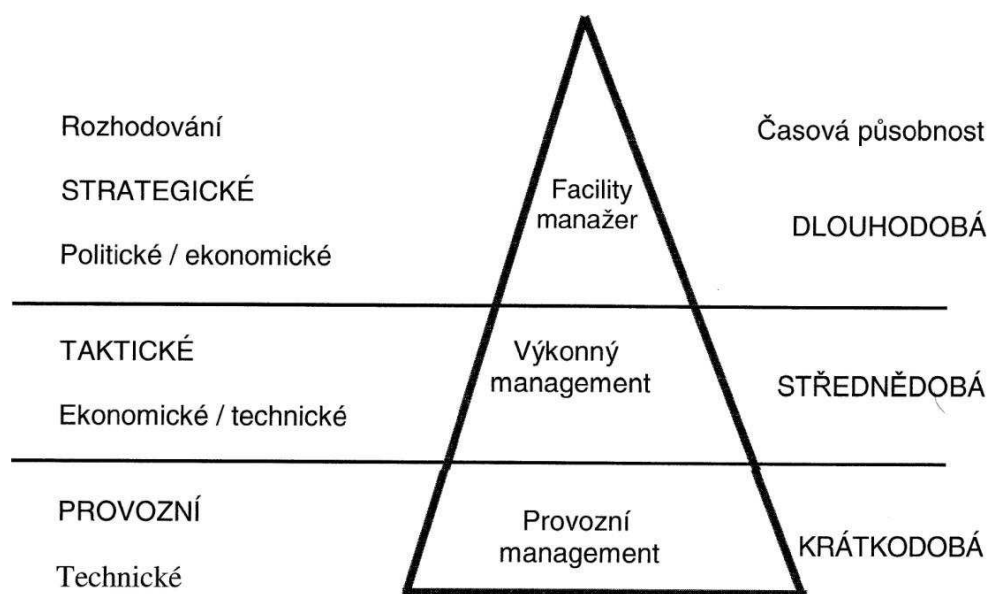 Rozhodování
Časová působnost
STRATEGICKÉ
Facility
manažer
DLOUHODOBÁ
Politické / ekonomické
TAKTICKÉ
Výkonný
management
STŘEDNĚDOBÁ
Ekonomické / technické
PROVOZNÍ
Provozní
management
KRÁTKODOBÁ
Technické